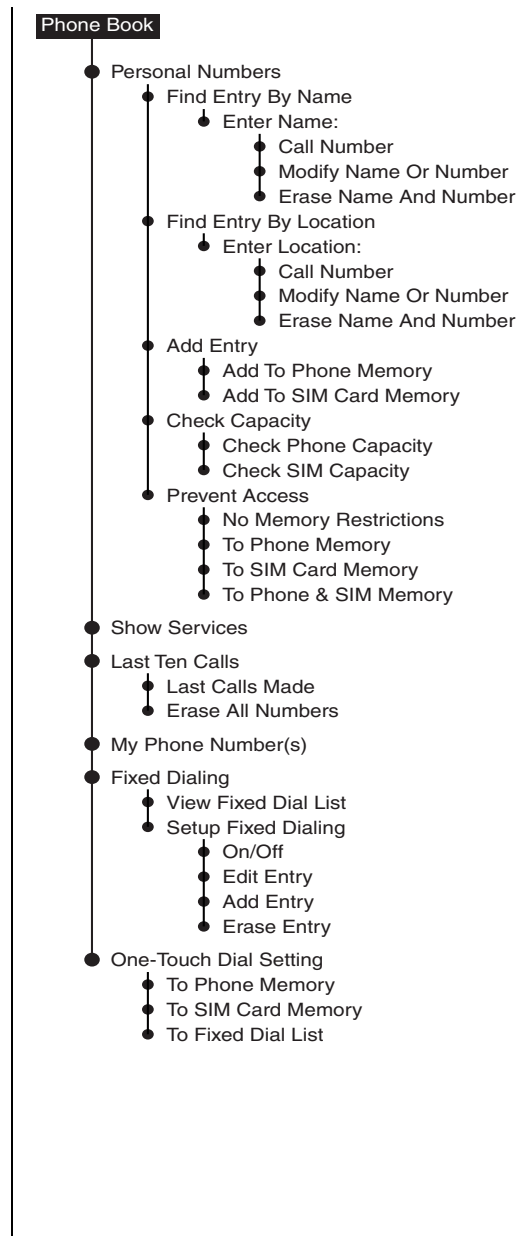 Phone Book
Personal Numbers
Find Entry By Name
Enter Name:
Call Number
Modify Name Or Number
Erase Name And Number
Find Entry By Location
Enter Location:
Call Number
Modify Name Or Number
Erase Name And Number
Add Entry
Add To Phone Memory
Add To SIM Card Memory
Check Capacity
Check Phone Capacity
Check SIM Capacity
Prevent Access
No Memory Restrictions
To Phone Memory
To SIM Card Memory
To Phone & SIM Memory
Show Services
Last Ten Calls
Last Calls Made
Erase All Numbers
My Phone Number(s)
Fixed Dialing
View Fixed Dial List
Setup Fixed Dialing
On/Off
Edit Entry
Add Entry
Erase Entry
One-Touch Dial Setting
To Phone Memory
To SIM Card Memory
To Fixed Dial List